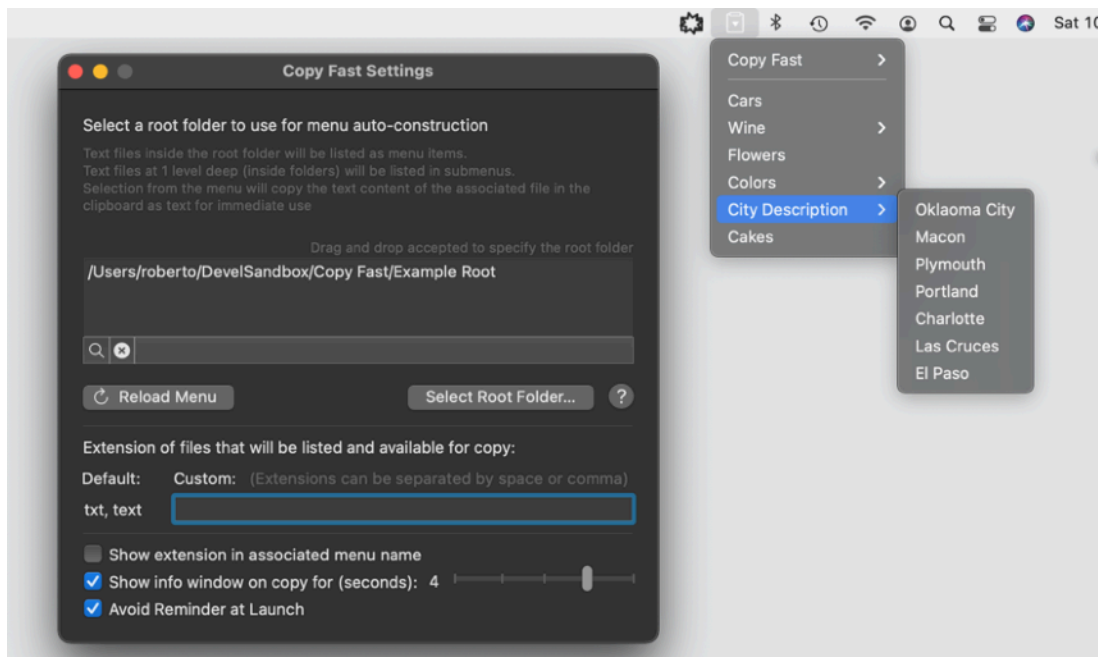 Sat 10
Copy Fast Settings
Select a root folder to use for menu auto-construction
Text files inside the root folder will be listed as menu items.
Text files at 1 level deep (inside folders) will be listed in submenus.
Selection from the menu will copy the text content of the associated file in the
clipboard as text for immediate use
Drag and drop accepted to specify the root folder
/Users/roberto/DevelSandbox/Copy Fast/Example Root
Reload Menu
Select Root Folder...
?
Extension of files that will be listed and available for copy:
Default: Custom: (Extensions can be separated by space or comma)
txt, text
Show extension in associated menu name
Show info window on copy for (seconds): 4
Avoid Reminder at Launch
Copy Fast
Cars
Wine
Flowers
Colors
City Description
Cakes
Oklaoma City
Macon
Plymouth
Portland
Charlotte
Las Cruces
El Paso